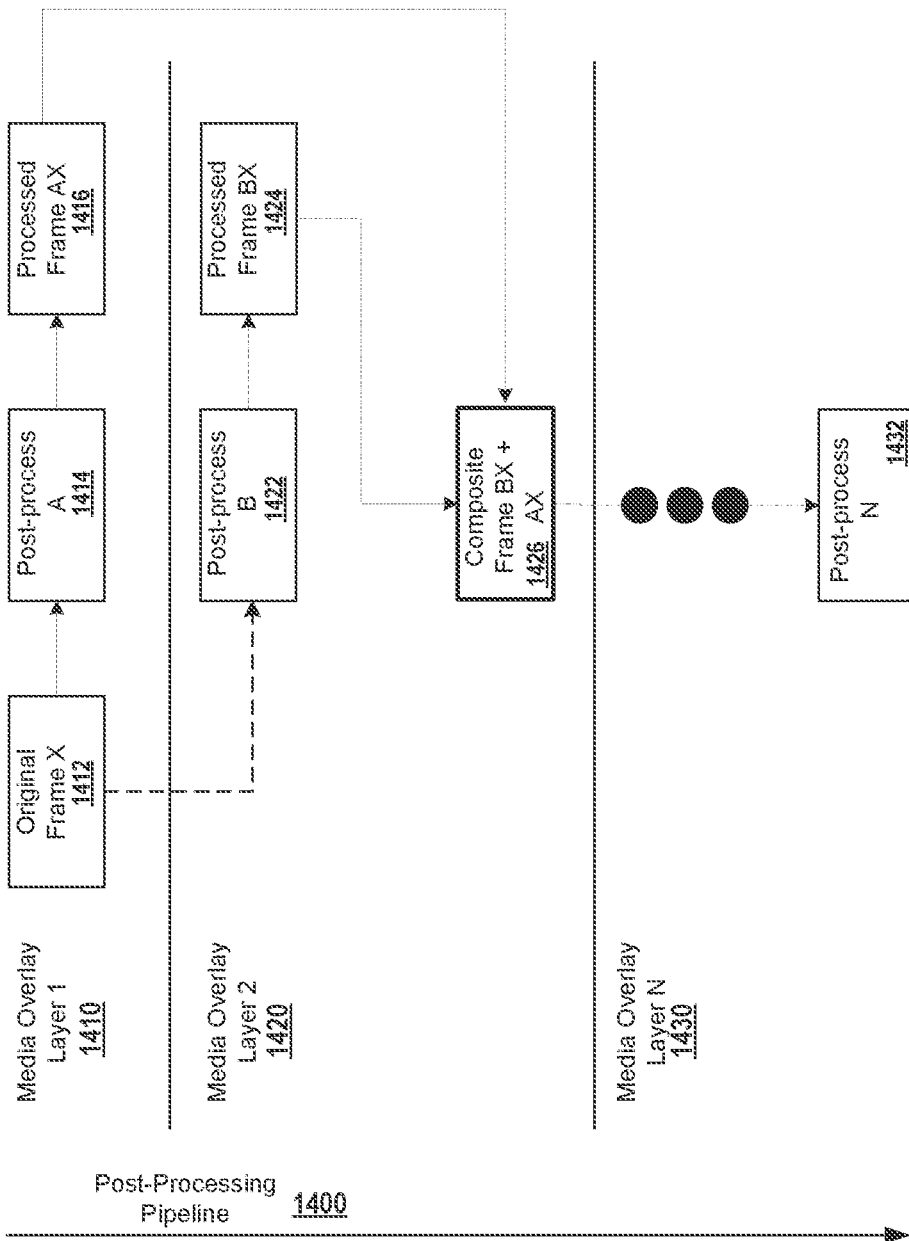 Media Overlay
Layer 1
1410
Original
Frame X
1412
Post-process
A
1414
Processed
Frame AX
1416
Media Overlay
Layer 2
1420
Post-process
B
1422
Processed
Frame BX
1424
Composite
Frame BX +
1426 AX
Media Overlay
Layer N
1430
Post-process
N
1432
Post-Processing
Pipeline
1400